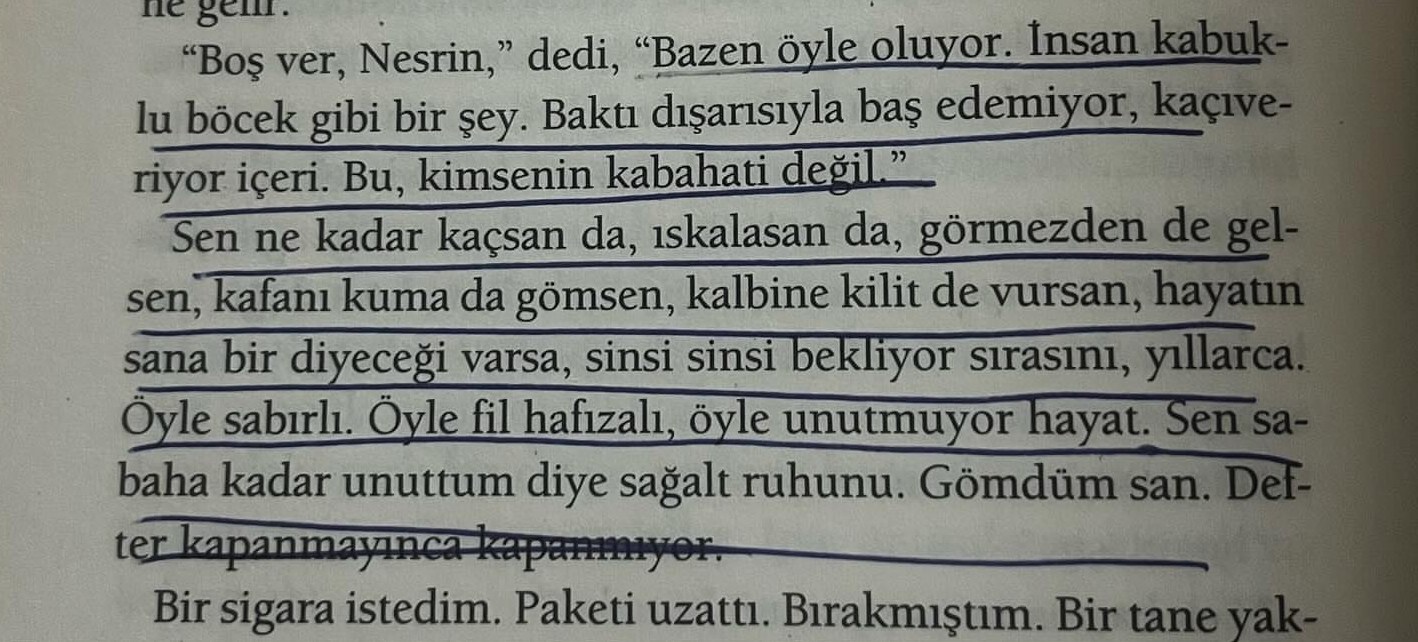 ne gelir.
“Boş ver, Nesrin,” dedi, “Bazen öyle oluyor. İnsan kabuk-
lu böcek gibi bir şey. Baktı dışarısıyla baş edemiyor, kaçıve-
riyor içeri. Bu, kimsenin kabahati değil.”
Sen ne kadar kaçsan da, ıskalasan da, görmezden de gel-
sen, kafanı kuma da gömsen, kalbine kilit de vursan, hayatın
sana bir diyeceği varsa, sinsi sinsi bekliyor sırasını, yıllarca.
Öyle sabırlı. Öyle fil hafızalı, öyle unutmuyor hayat. Sen sa-
baha kadar unuttum diye sağalt ruhunu. Gömdüm san. Def-
ter kapanmayınca kapanmıyor.
Bir sigara istedim. Paketi uzattı. Bırakmıştım. Bir tane yak-